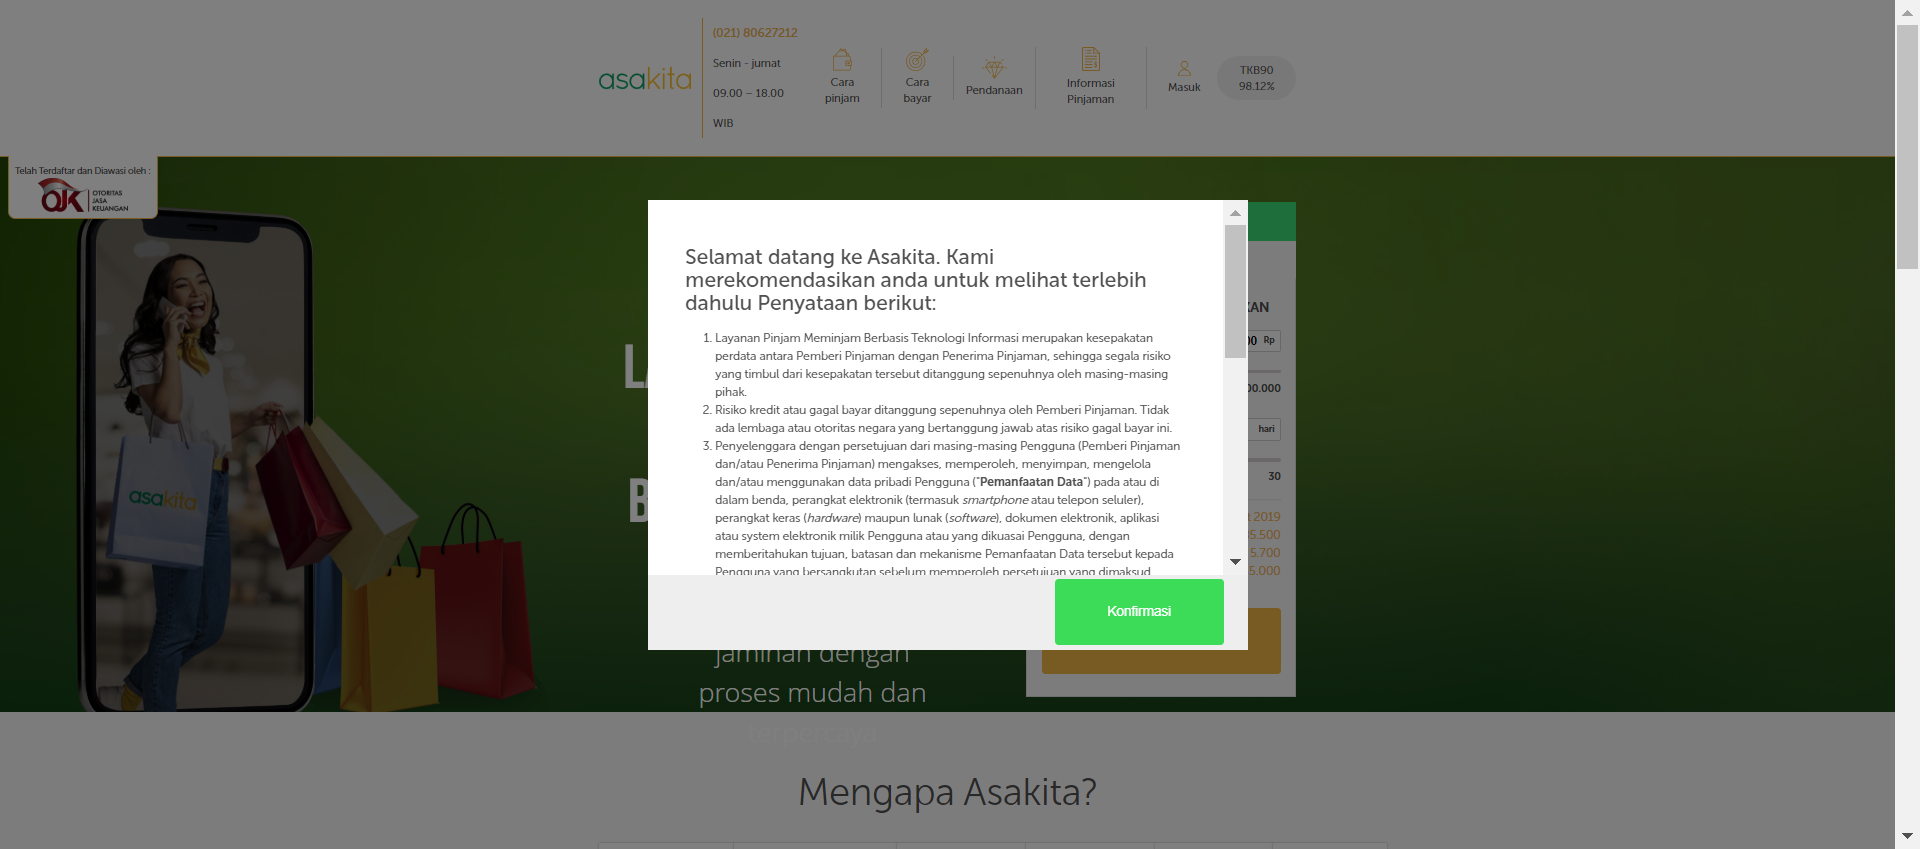 asakita
(021) 80627212
Senin - jumat
09.00 – 18.00
WIB
Cara
pinjam
Cara
bayar
Pendanaan
Informasi
Pinjaman
Masuk
TKB90
98.12%
Telah Terdaftar dan Diawasi oleh :
OJK
OTORITAS
JASA
KEUANGAN
asakita
Selamat datang ke Asakita. Kami
merekomendasikan anda untuk melihat terlebih
dahulu Penyataan berikut:
1. Layanan Pinjam Meminjam Berbasis Teknologi Informasi merupakan kesepakatan
perdata antara Pemberi Pinjaman dengan Penerima Pinjaman, sehingga segala risiko
yang timbul dari kesepakatan tersebut ditanggung sepenuhnya oleh masing-masing
pihak.
2. Risiko kredit atau gagal bayar ditanggung sepenuhnya oleh Pemberi Pinjaman. Tidak
ada lembaga atau otoritas negara yang bertanggung jawab atas risiko gagal bayar ini.
3. Penyelenggara dengan persetujuan dari masing-masing Pengguna (Pemberi Pinjaman
dan/atau Penerima Pinjaman) mengakses, memperoleh, menyimpan, mengelola
dan/atau menggunakan data pribadi Pengguna ("Pemanfaatan Data") pada atau di
dalam benda, perangkat elektronik (termasuk smartphone atau telepon seluler),
perangkat keras (hardware) maupun lunak (software), dokumen elektronik, aplikasi
atau system elektronik milik Pengguna atau yang dikuasai Pengguna, dengan
memberitahukan tujuan, batasan dan mekanisme Pemanfaatan Data tersebut kepada
Pengguna yang bersangkutan sebelum memperoleh persetujuan yang dimaksud.
Konfirmasi
Rp
00.000
hari
30
2019
5.500
5.700
5.000
jaminan dengan
proses mudah dan
terpercaya
Mengapa Asakita?